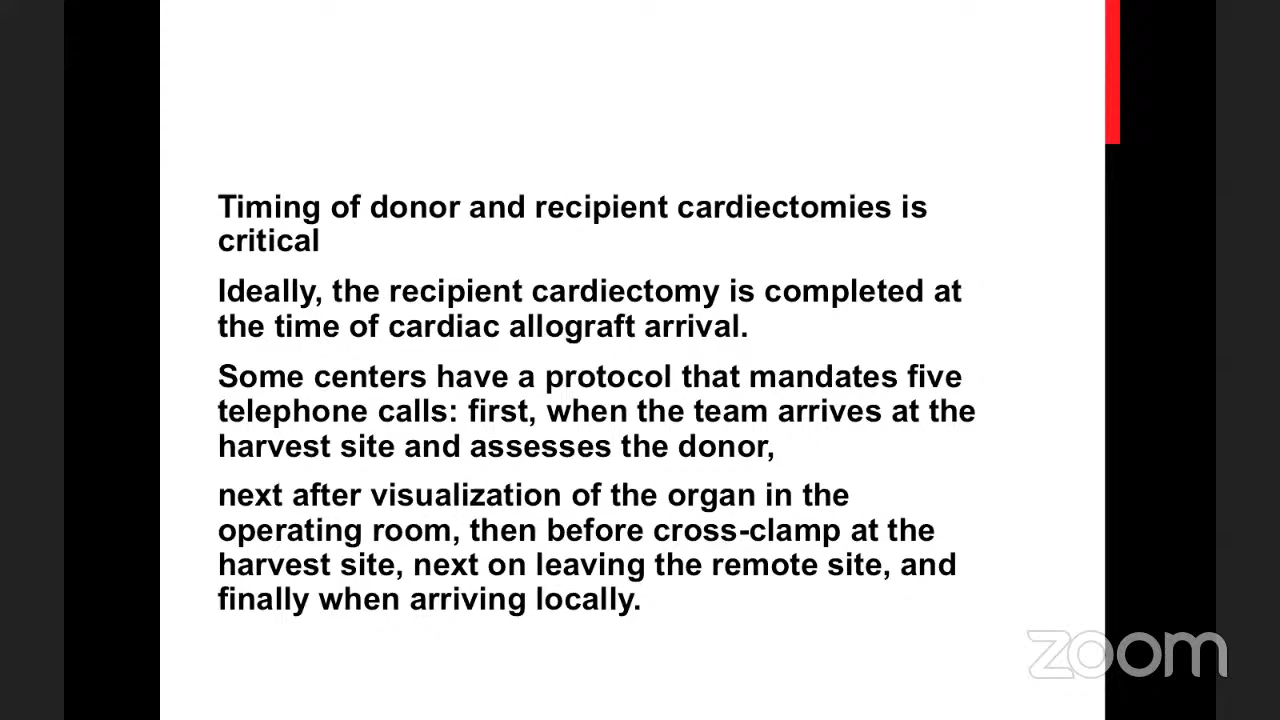 Timing of donor and recipient cardiectomies is
critical
Ideally, the recipient cardiectomy is completed at
the time of cardiac allograft arrival.
Some centers have a protocol that mandates five
telephone calls: first, when the team arrives at the
harvest site and assesses the donor,
next after visualization of the organ in the
operating room, then before cross-clamp at the
harvest site, next on leaving the remote site, and
finally when arriving locally.
zoom